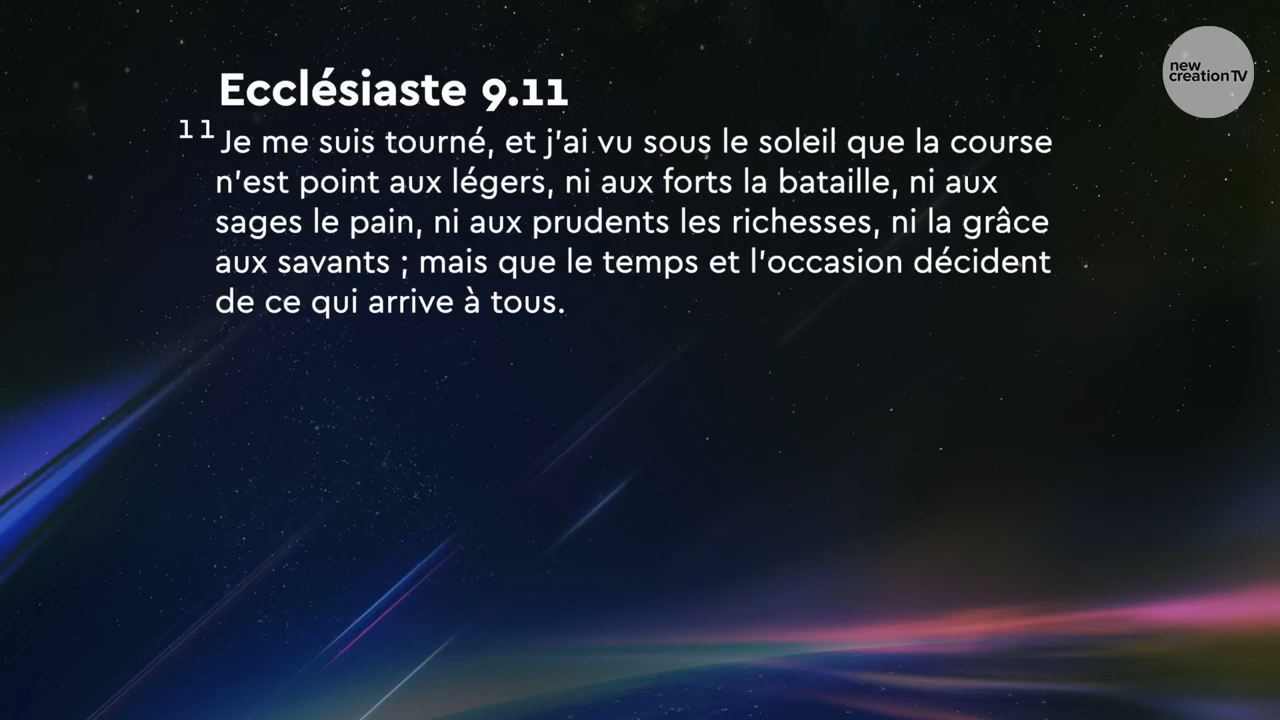 new
creation TV
Ecclésiaste 9.11
11 Je me suis tourné, et j'ai vu sous le soleil que la course
n'est point aux légers, ni aux forts la bataille, ni aux
sages le pain, ni aux prudents les richesses, ni la grâce
aux savants ; mais que le temps et l'occasion décident
de ce qui arrive à tous.